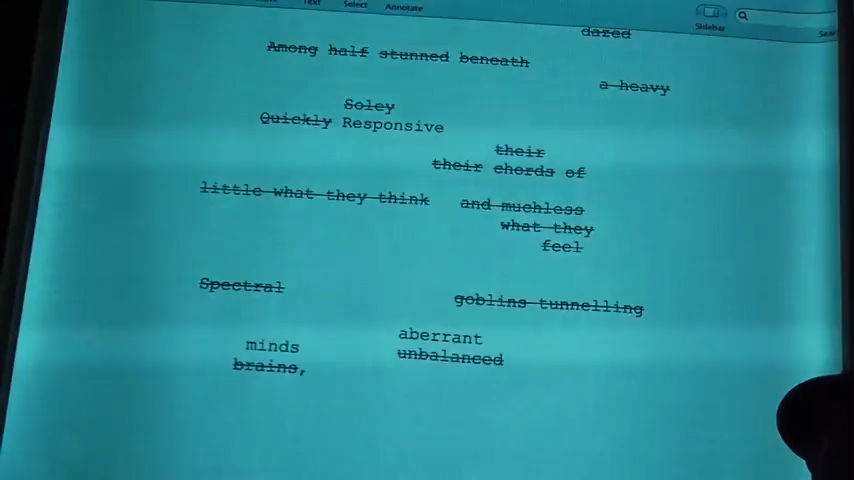 Text Select Annotate Sidebar
dazed
Among half stunned beneath
a heavy
Soley
Quickly Responsive
their
their chords of
little what they think and muchless
what they
feel
Spectral
goblins tunnelling
minds aberrant
brains, unbalanced